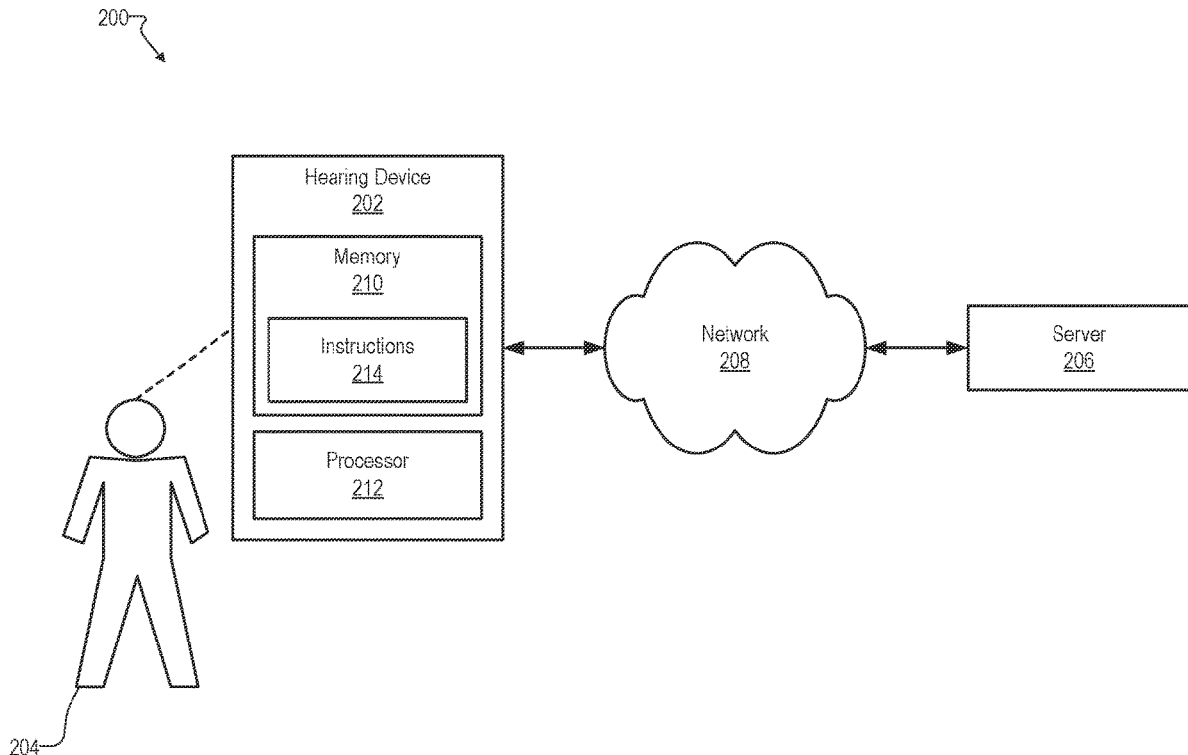 200
Hearing Device
202
Memory
210
Instructions
214
Processor
212
Network
208
Server
206
204